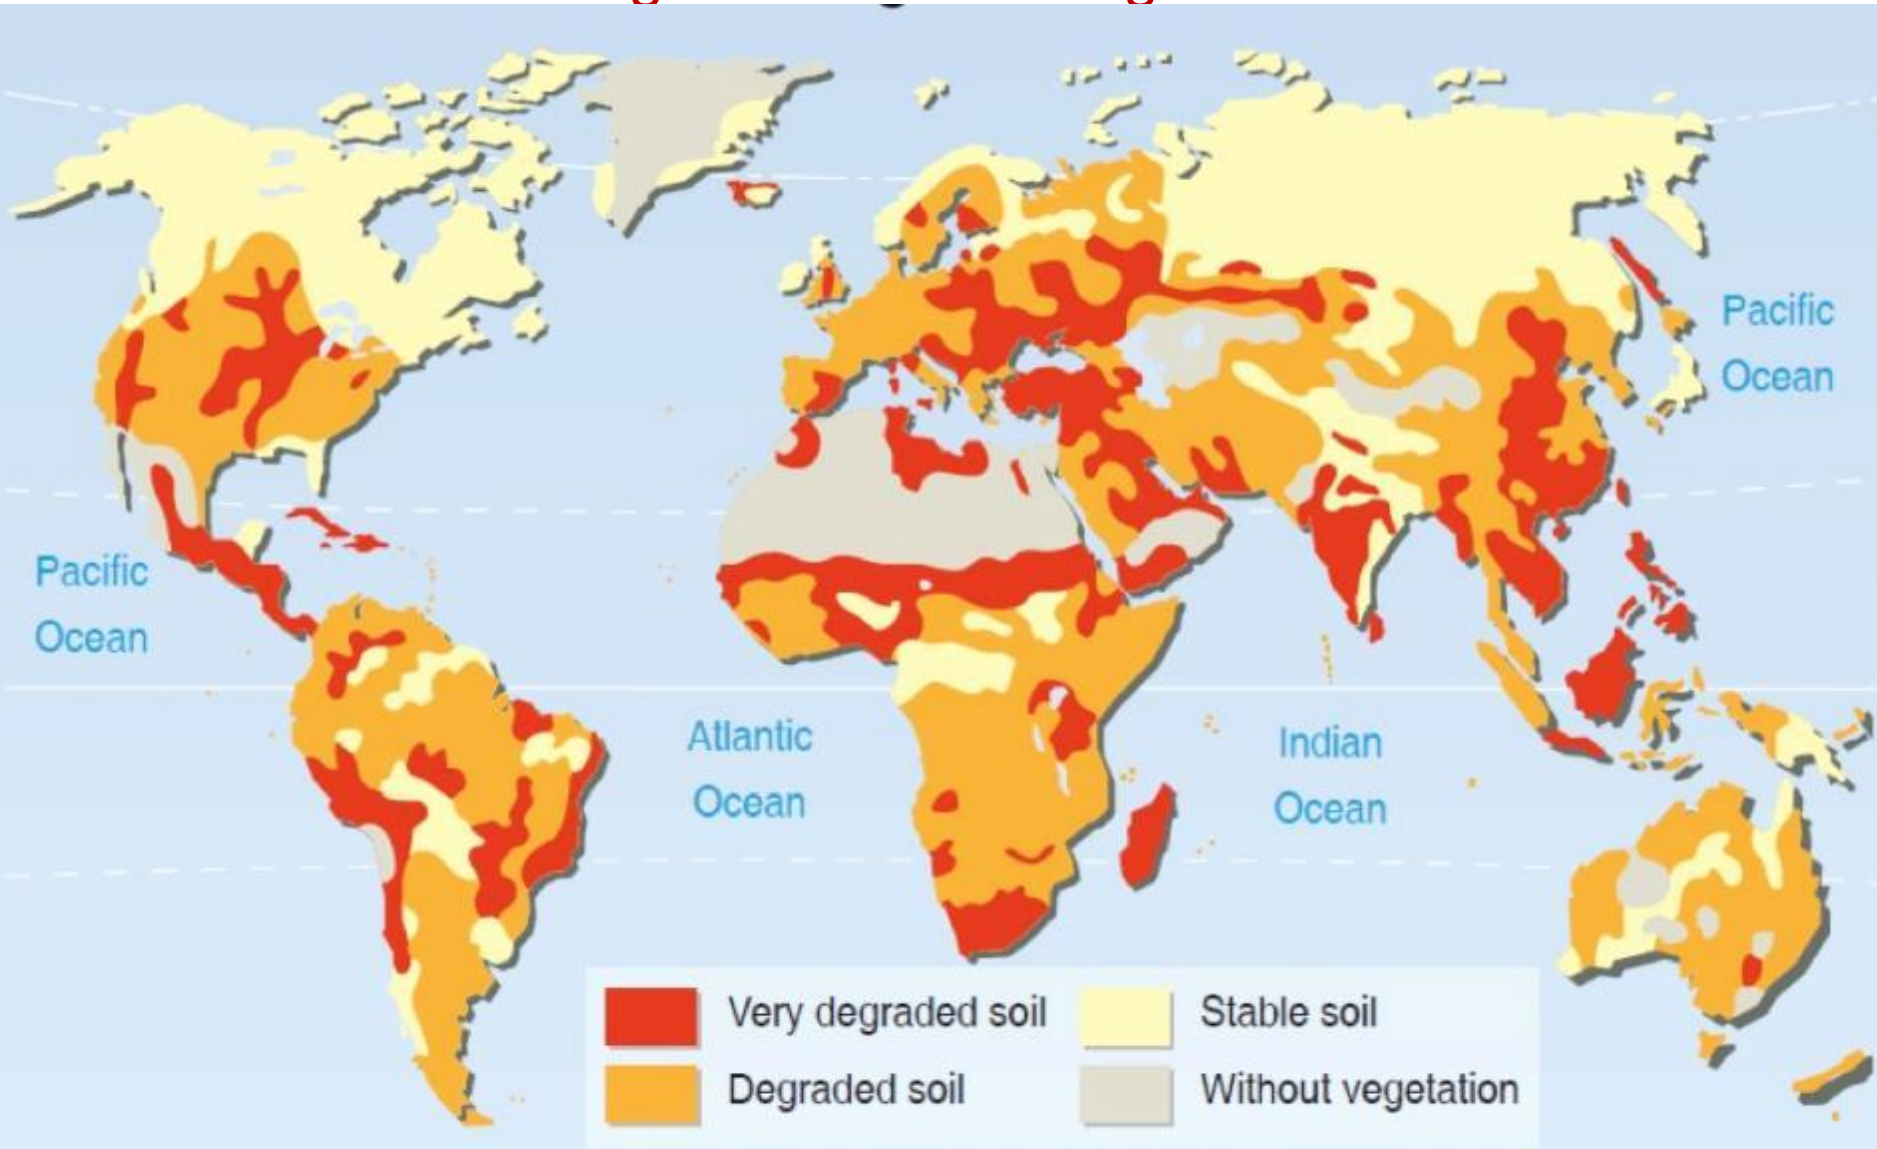 Pacific
Ocean
Pacific
Ocean
Atlantic
Ocean
Indian
Ocean
Very degraded soil
Stable soil
Degraded soil
Without vegetation